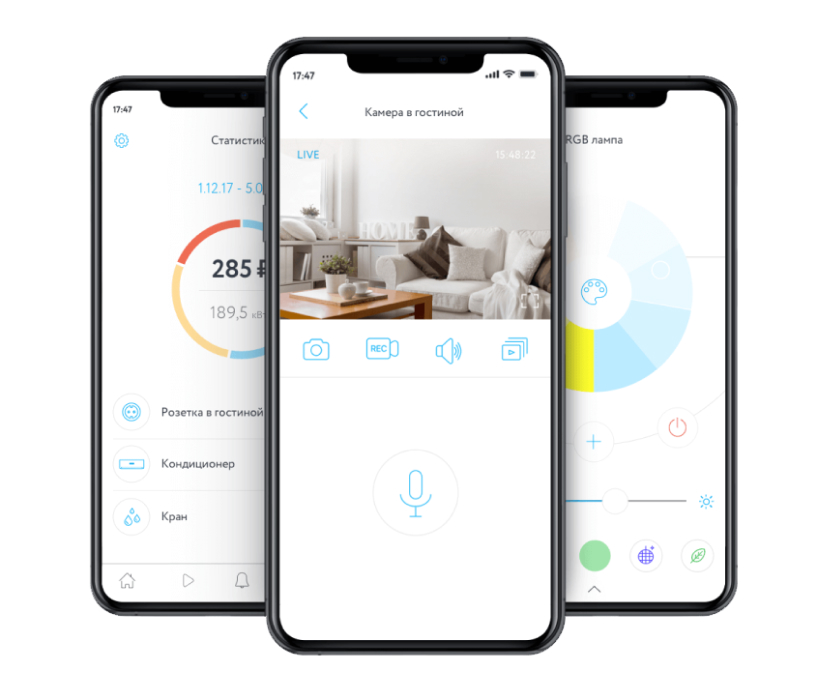 17:47
Статистик
1.12.17 - 5.0
285 ₽
189,5 кВт
Розетка в гостиной
Кондиционер
Кран
17:47
Камера в гостиной
LIVE
15:48:22
HOME
REC
RGB лампа